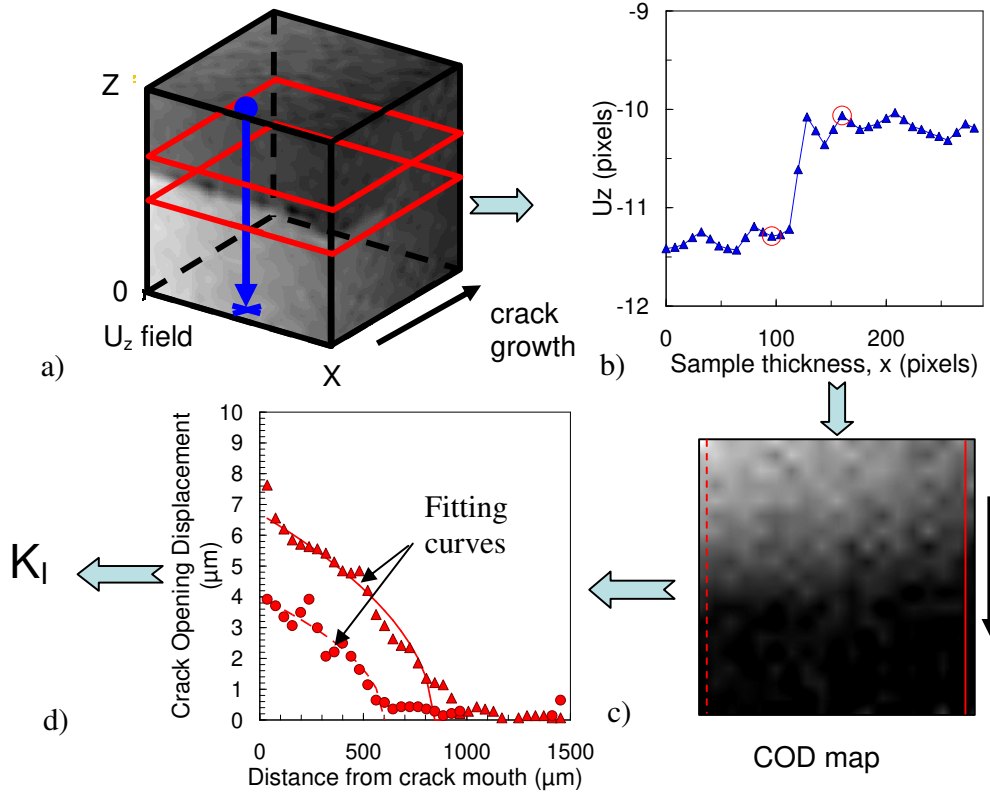 Z
0
U_z field
X
crack
growth
a)
-9
-10
-11
-12
Uz (pixels)
0
100
200
Sample thickness, x (pixels)
b)
c)
COD map
10
9
8
7
6
5
4
3
2
1
0
Crack Opening Displacement
(µm)
Fitting
curves
0
500
1000
1500
Distance from crack mouth (µm)
d)
K_I